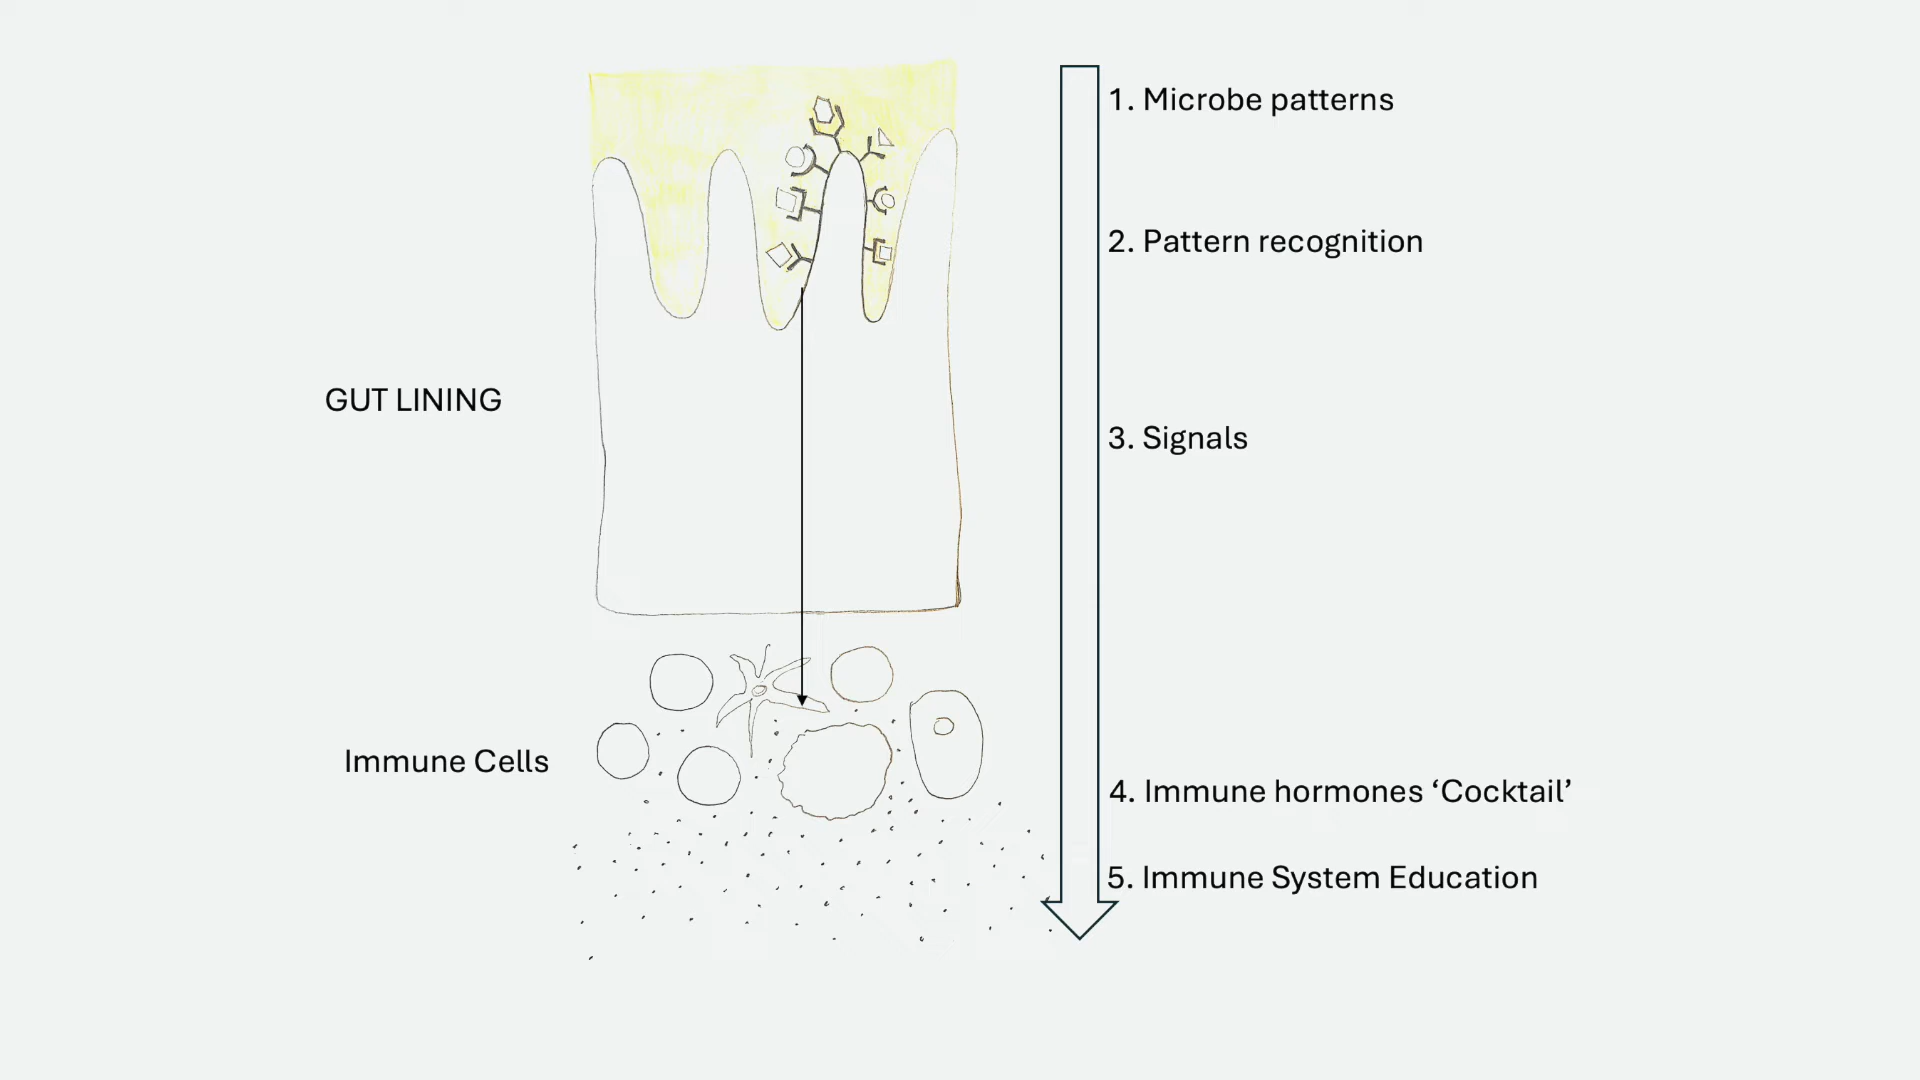 1. Microbe patterns
2. Pattern recognition
GUT LINING
3. Signals
Immune Cells
4. Immune hormones ‘Cocktail’
5. Immune System Education